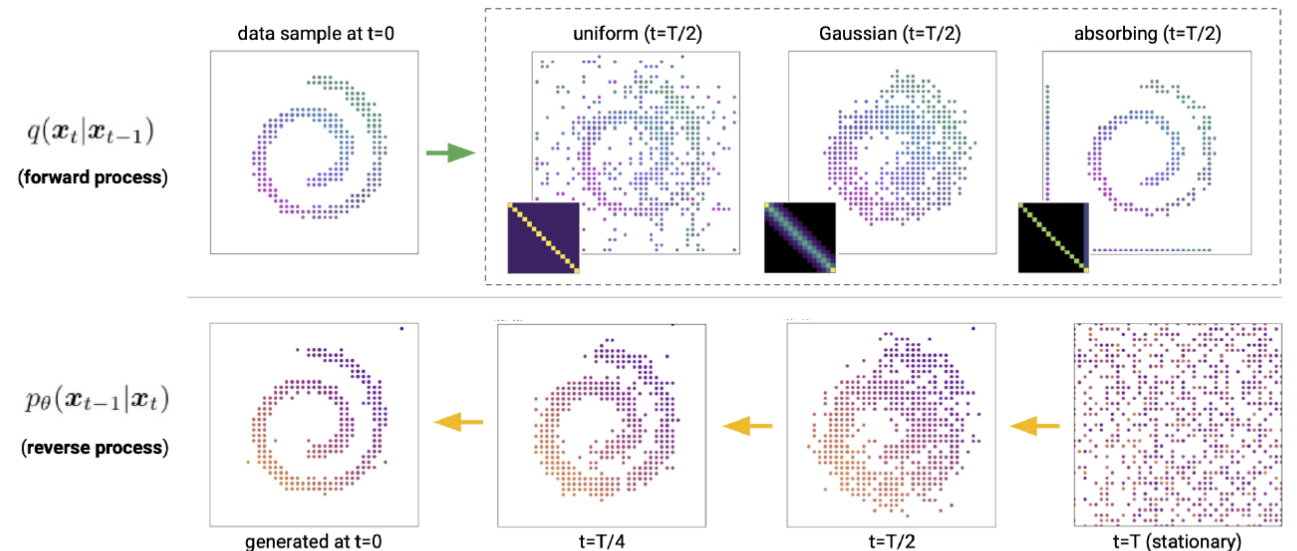 data sample at t=0
uniform (t=T/2)
Gaussian (t=T/2)
absorbing (t=T/2)
q(x_t|x_{t−1})
(forward process)
p_θ(x_{t−1}|x_t)
(reverse process)
generated at t=0
t=T/4
t=T/2
t=T (stationary)